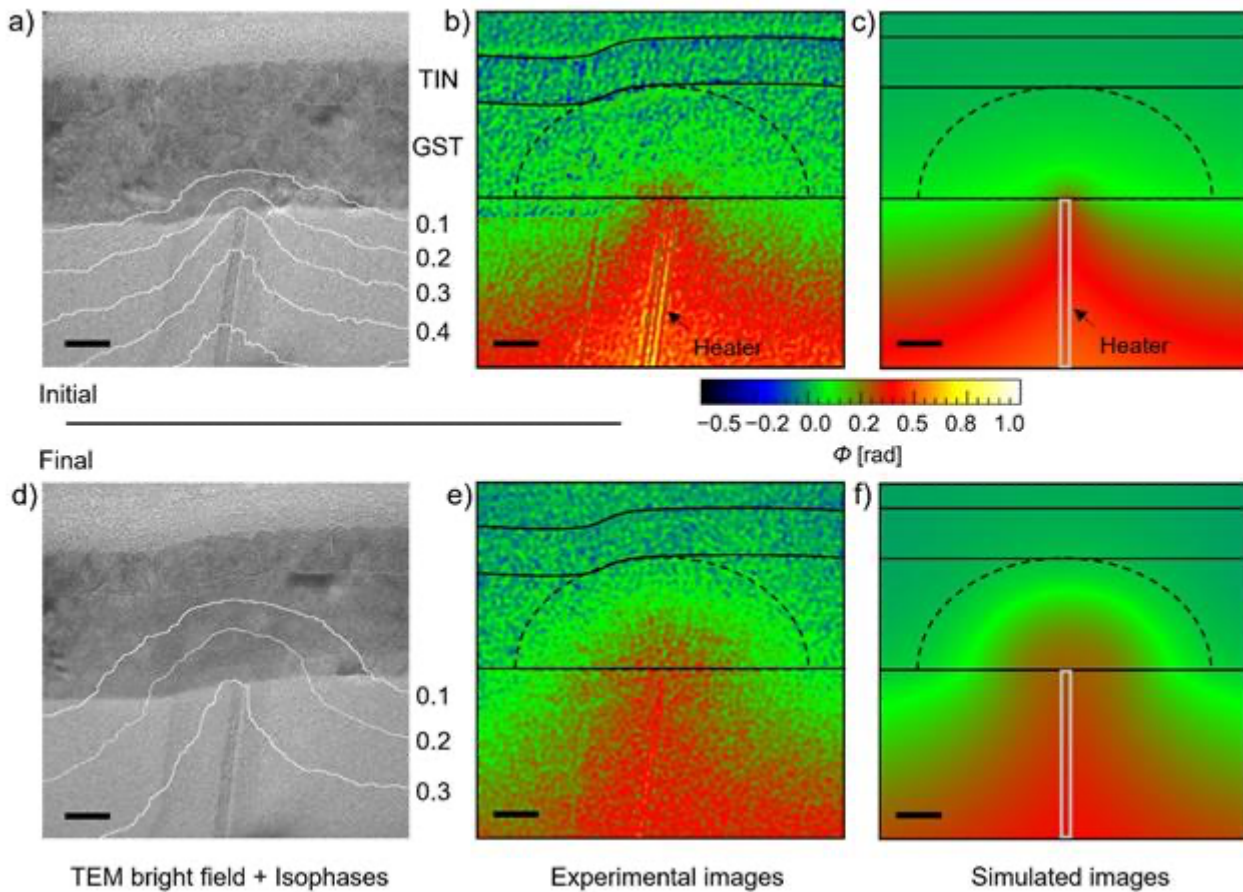 a)
b)
c)
TIN
GST
0.1
0.2
0.3
0.4
Heater
Heater
Initial
−0.5 −0.2 0.0 0.2 0.5 0.8 1.0
Φ [rad]
Final
d)
e)
f)
0.1
0.2
0.3
TEM bright field + Isophases
Experimental images
Simulated images